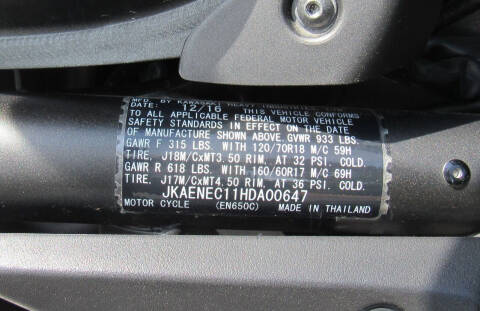 MFD. BY KAWASAKI HEAVY INDUSTRIES
DATE: 12/16 THIS VEHICLE CONFORMS
TO ALL APPLICABLE FEDERAL MOTOR VEHICLE
SAFETY STANDARDS IN EFFECT ON THE DATE
OF MANUFACTURE SHOWN ABOVE. GVWR 933 LBS.
GAWR F 315 LBS. WITH 120/70R18 M/C 59H
TIRE, J18M/CxMT3.50 RIM, AT 32 PSI. COLD.
GAWR R 618 LBS. WITH 160/60R17 M/C 69H
TIRE, J17M/CxMT4.50 RIM, AT 36 PSI. COLD.
JKAENEC11HDA00647
MOTOR CYCLE (EN650C) MADE IN THAILAND